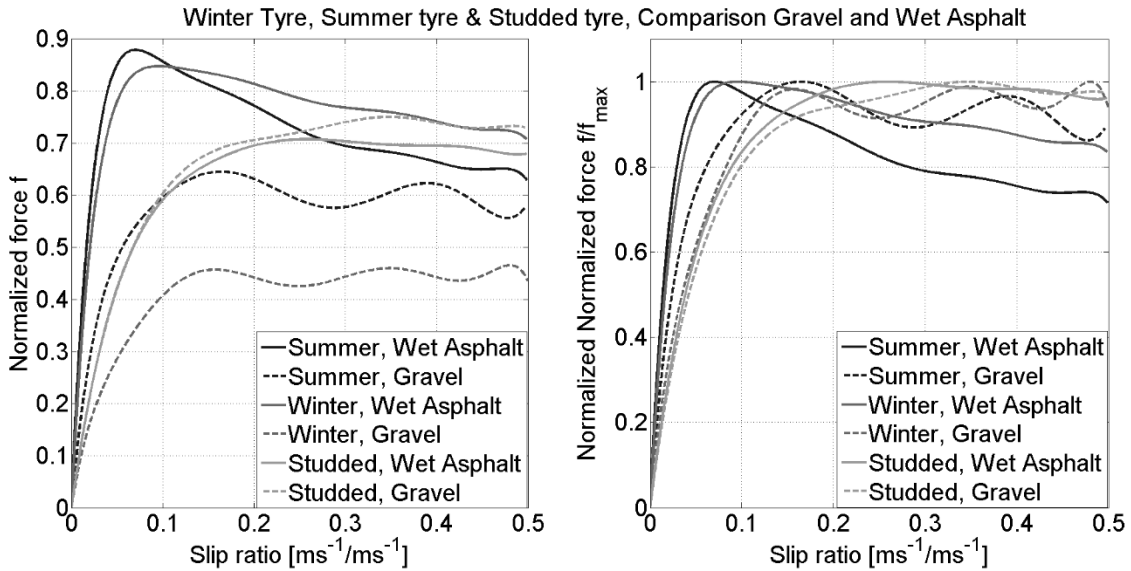 Winter Tyre, Summer tyre & Studded tyre, Comparison Gravel and Wet Asphalt
Normalized force f
0.9
0.8
0.7
0.6
0.5
0.4
0.3
0.2
0.1
0
0
0.1
0.2
0.3
0.4
0.5
Slip ratio [ms⁻¹/ms⁻¹]
Summer, Wet Asphalt
Summer, Gravel
Winter, Wet Asphalt
Winter, Gravel
Studded, Wet Asphalt
Studded, Gravel
Normalized Normalized force f/f_max
1
0.8
0.6
0.4
0.2
0
0
0.1
0.2
0.3
0.4
0.5
Slip ratio [ms⁻¹/ms⁻¹]
Summer, Wet Asphalt
Summer, Gravel
Winter, Wet Asphalt
Winter, Gravel
Studded, Wet Asphalt
Studded, Gravel